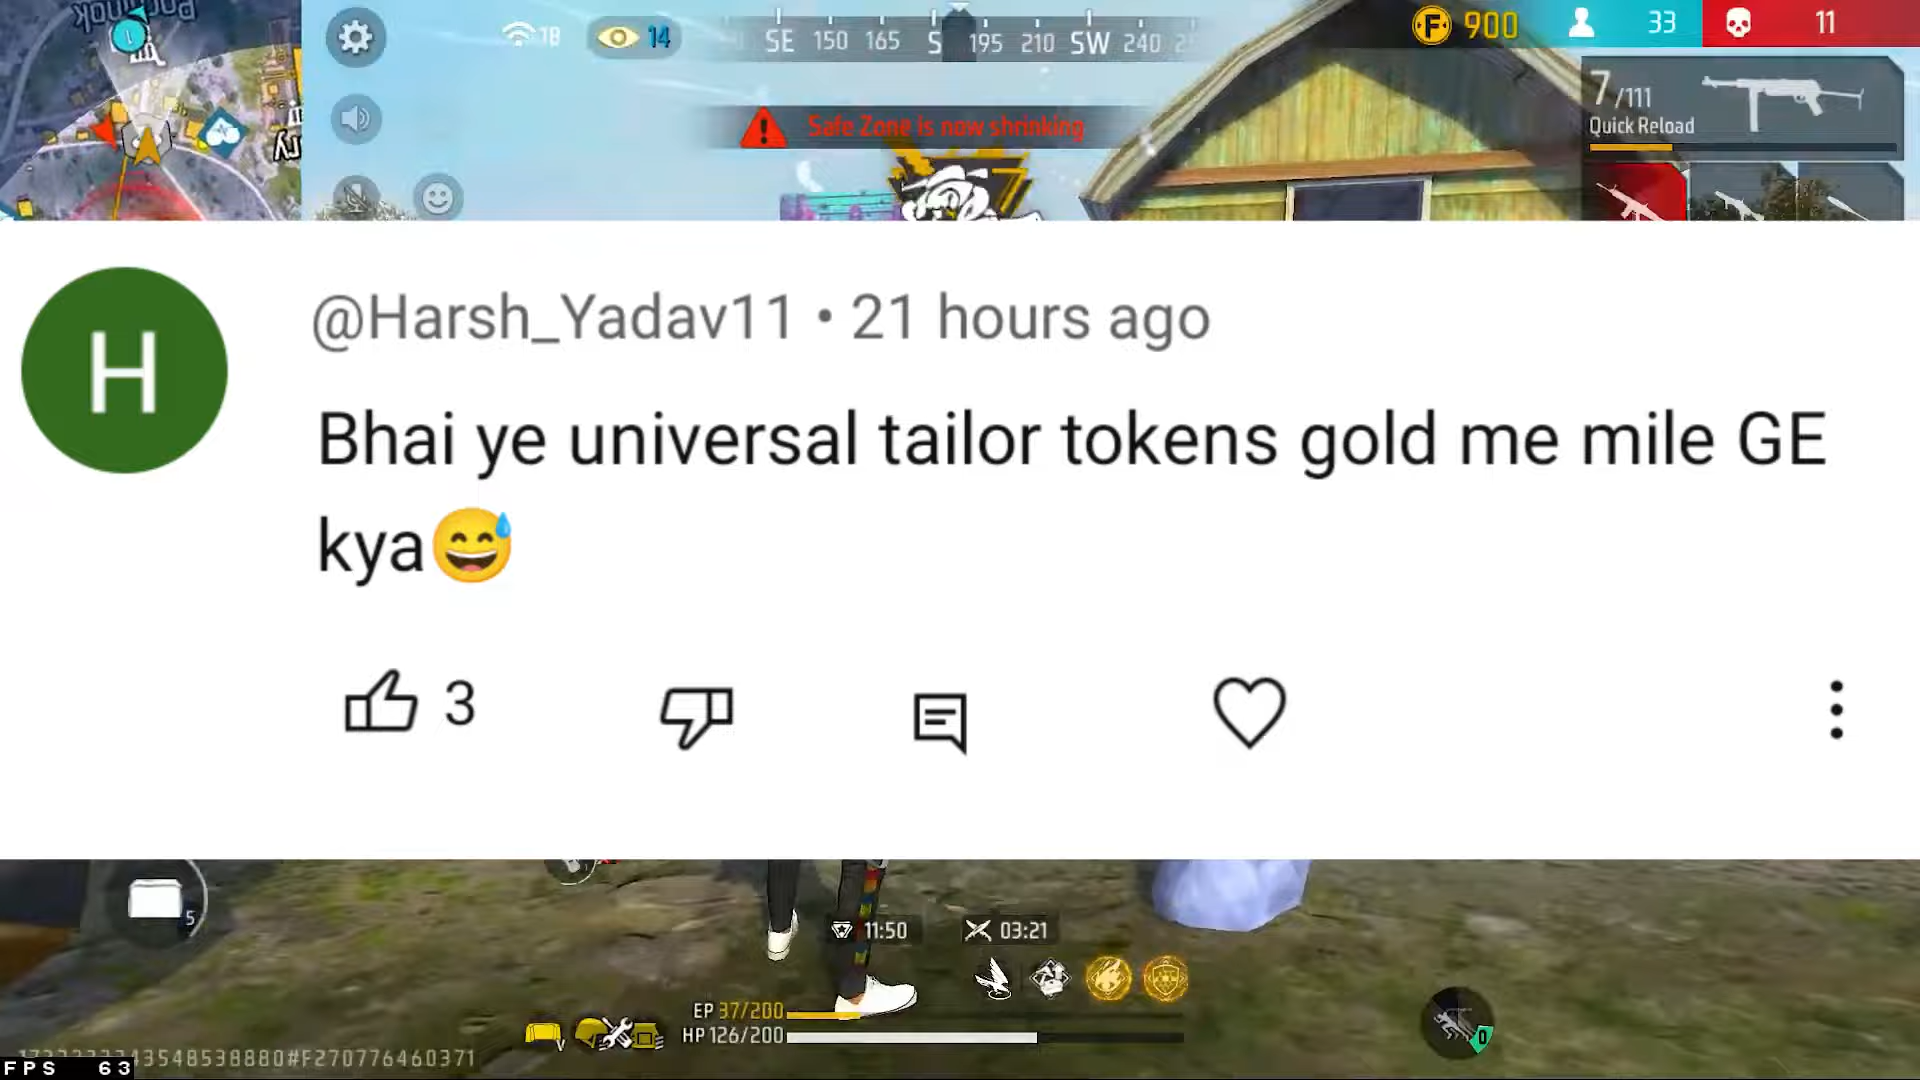 18
14
SE 150 165 S 195 210 SW 240
900
33
11
Safe Zone is now shrinking
7/111
Quick Reload
H
@Harsh_Yadav11 • 21 hours ago
Bhai ye universal tailor tokens gold me mile GE
kya😅
3
5
11:50
03:21
EP 37/200
HP 126/200
V
0
FPS 63